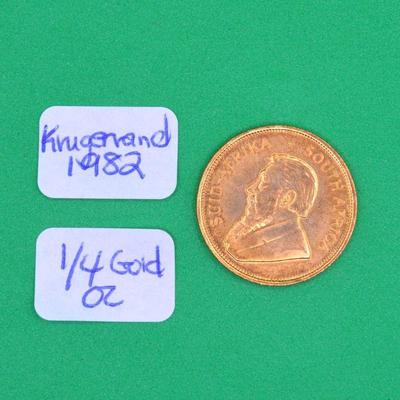 Krugerrand
1982
1/4 Gold
OZ
SUID-AFRIKA SOUTH AFRICA